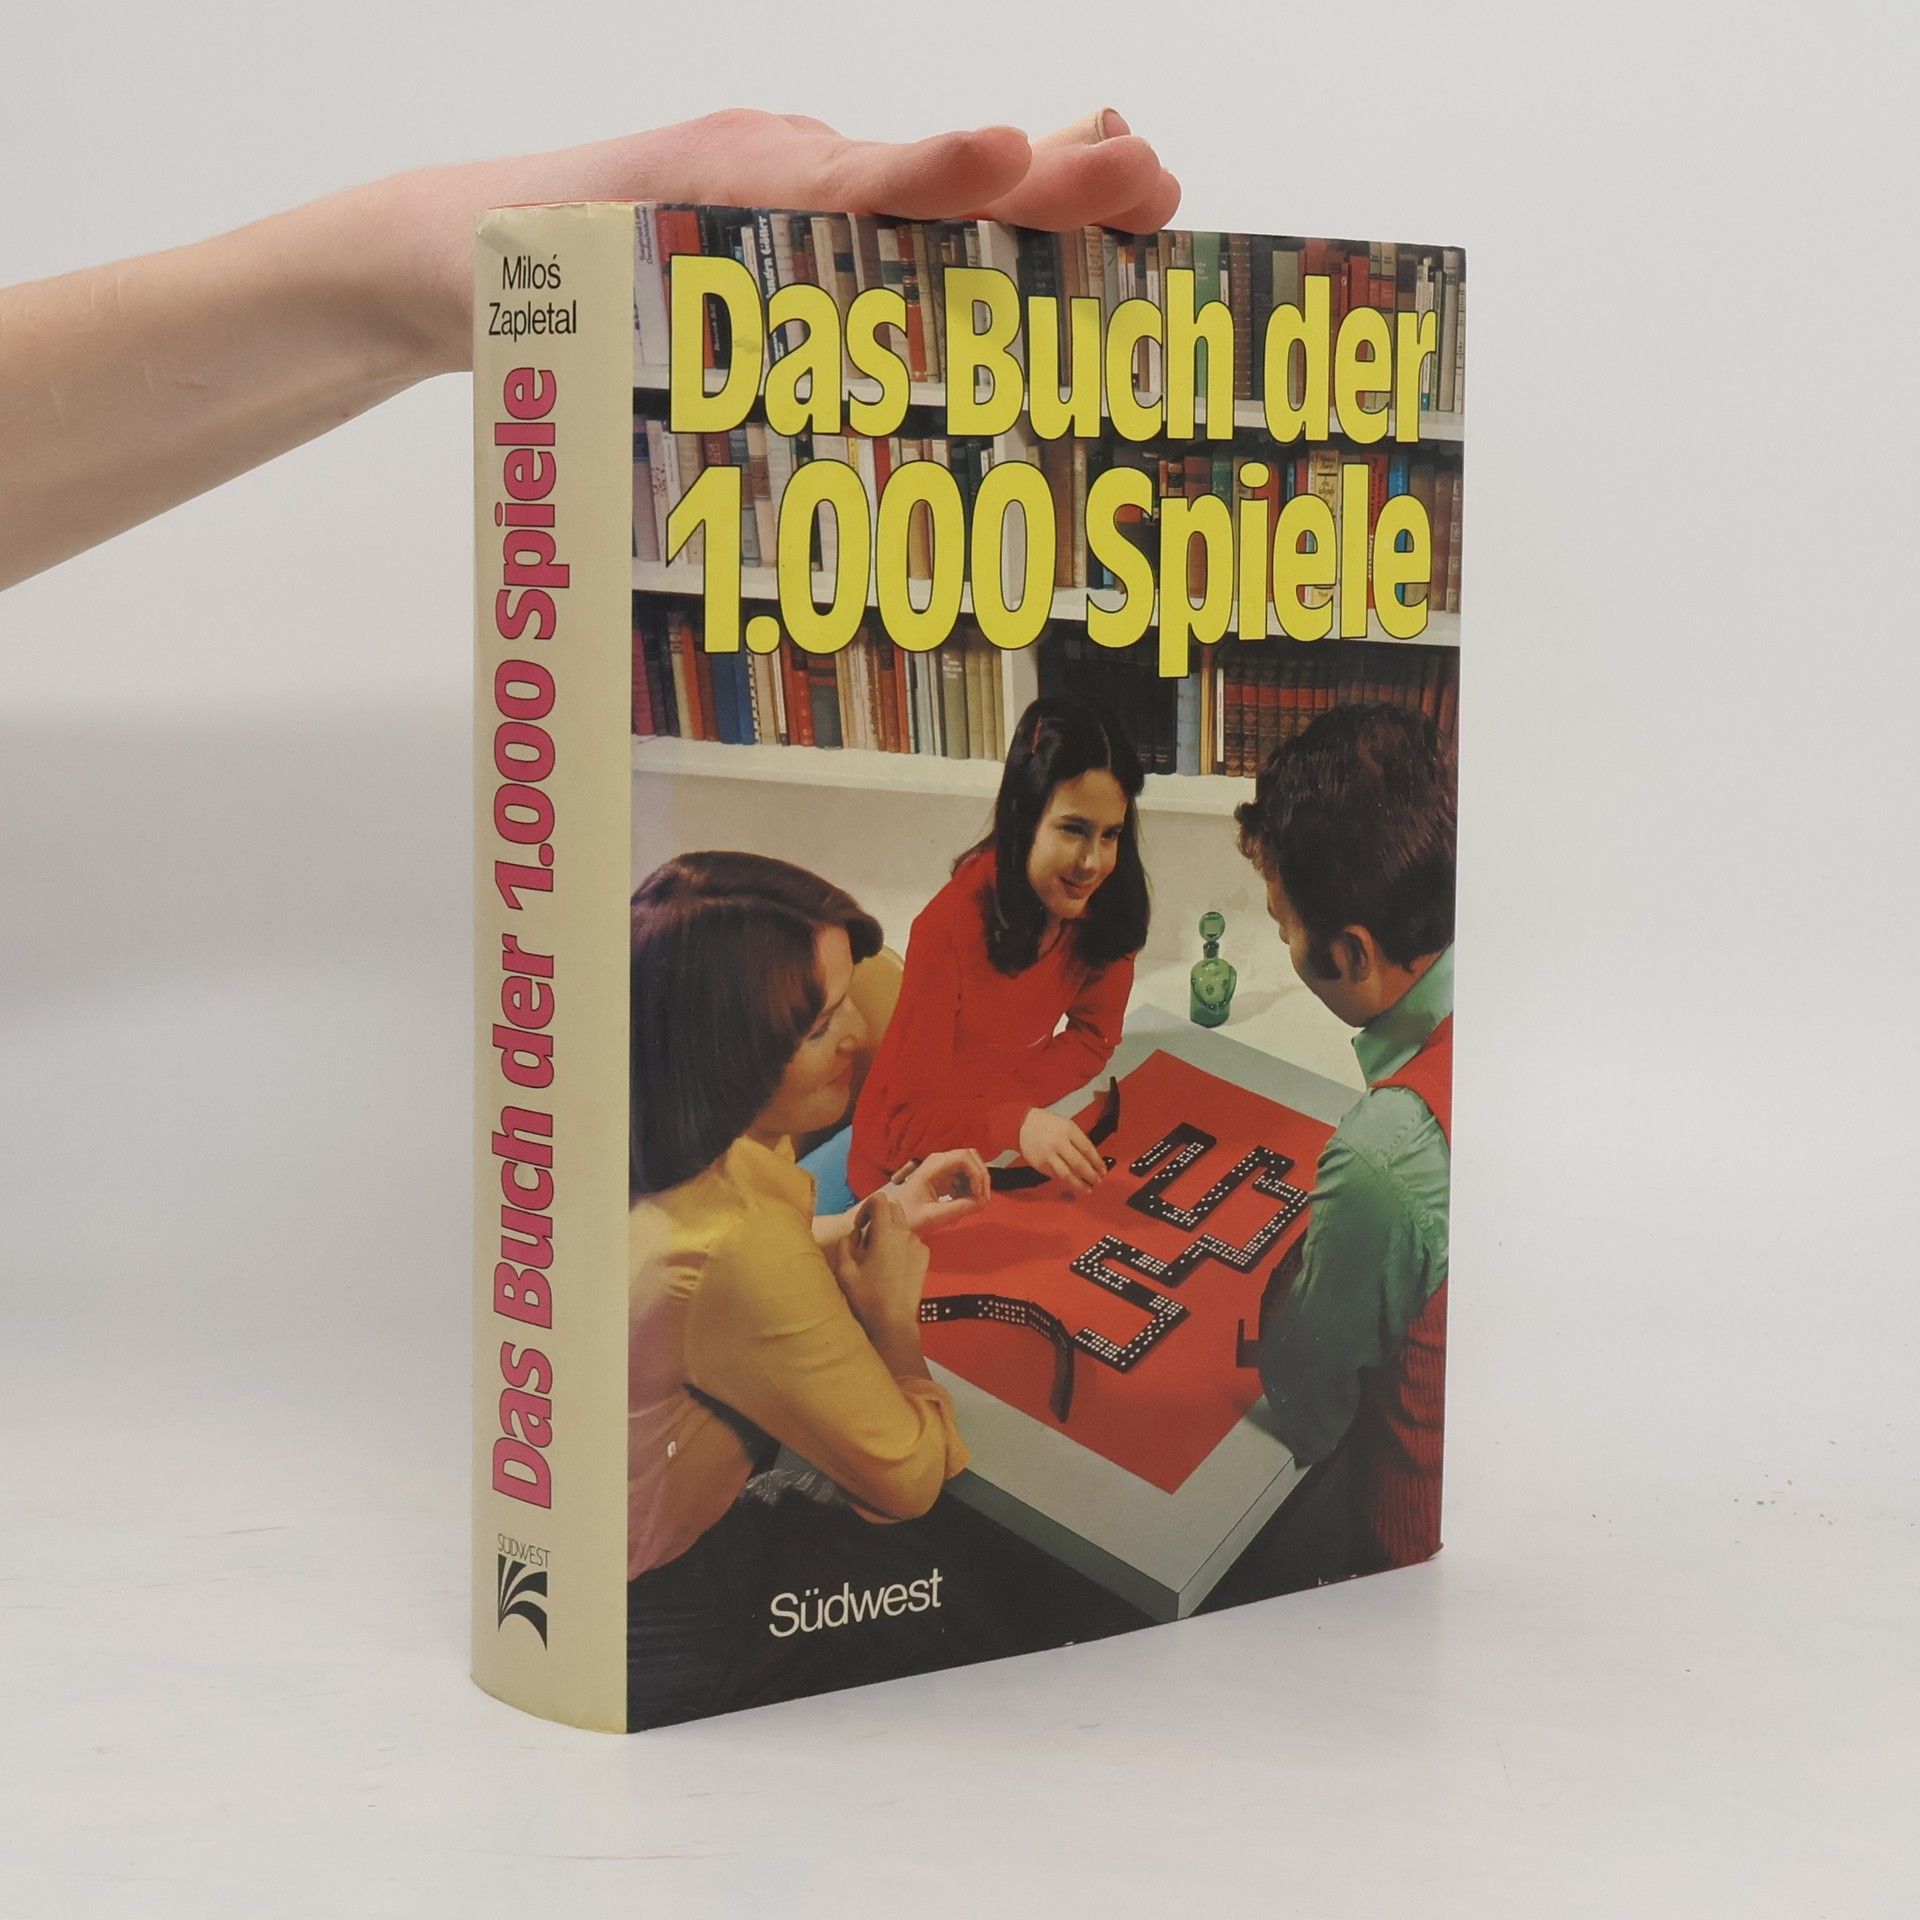 Miloś
Zapletal
Das Buch der 1.000 Spiele
SÜDWEST
Das Buch der
1.000 Spiele
Südwest